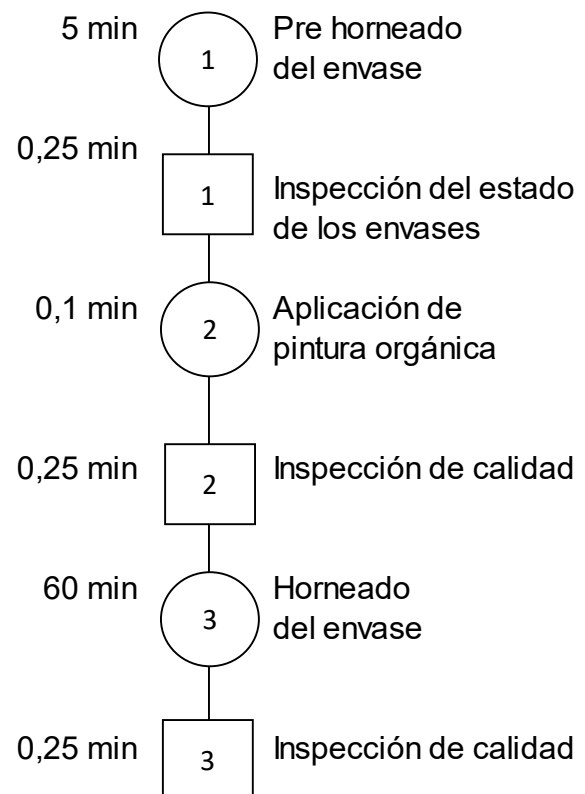 5 min
1
Pre horneado
del envase
0,25 min
1
Inspección del estado
de los envases
0,1 min
2
Aplicación de
pintura orgánica
0,25 min
2
Inspección de calidad
60 min
3
Horneado
del envase
0,25 min
3
Inspección de calidad